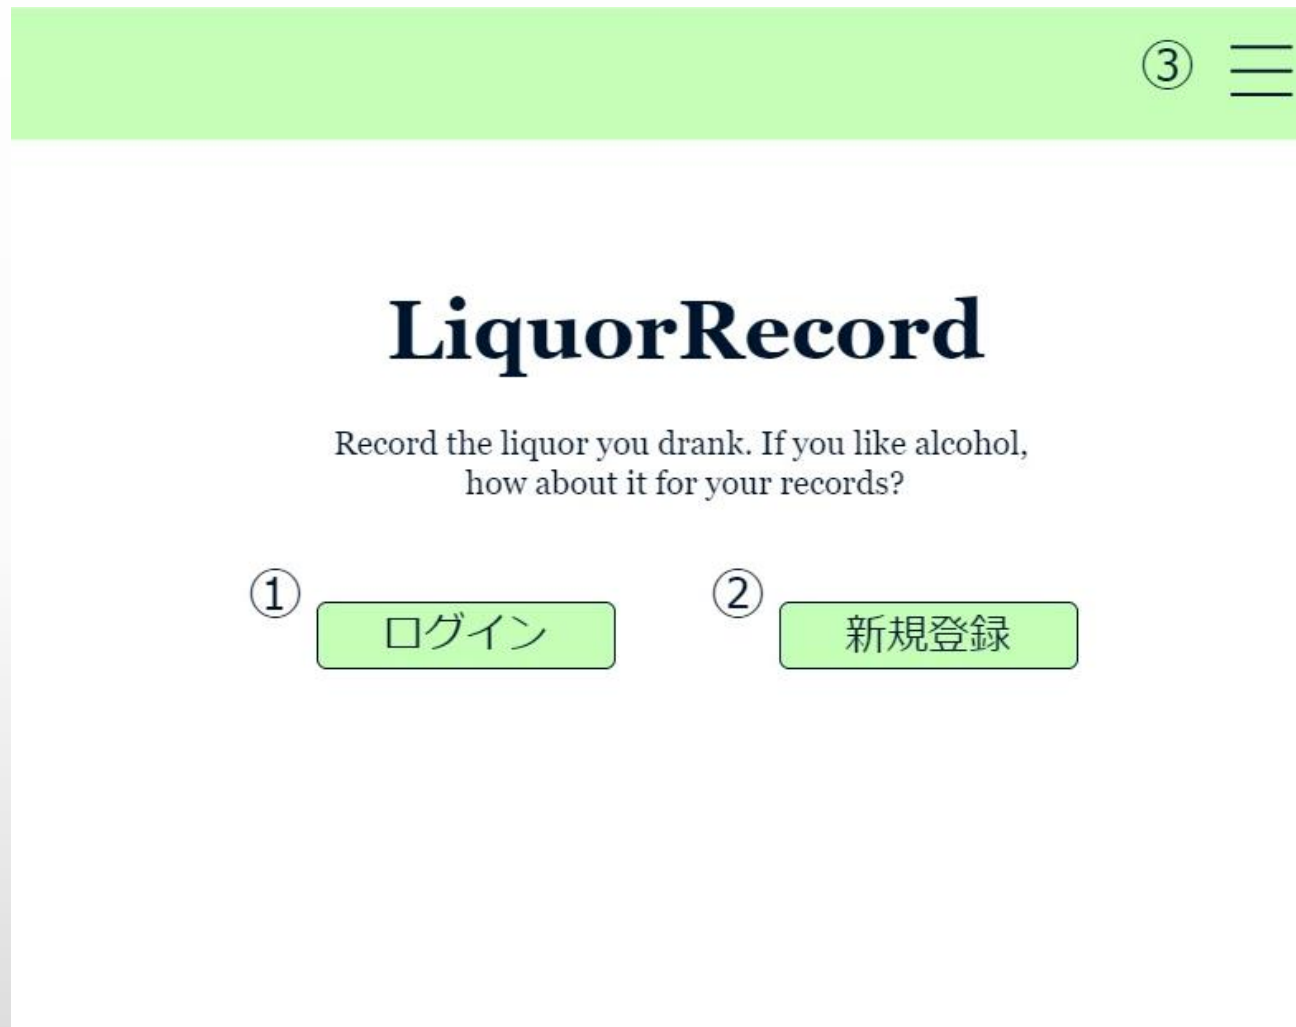 ③
LiquorRecord
Record the liquor you drank. If you like alcohol,
how about it for your records?
① ログイン
② 新規登録